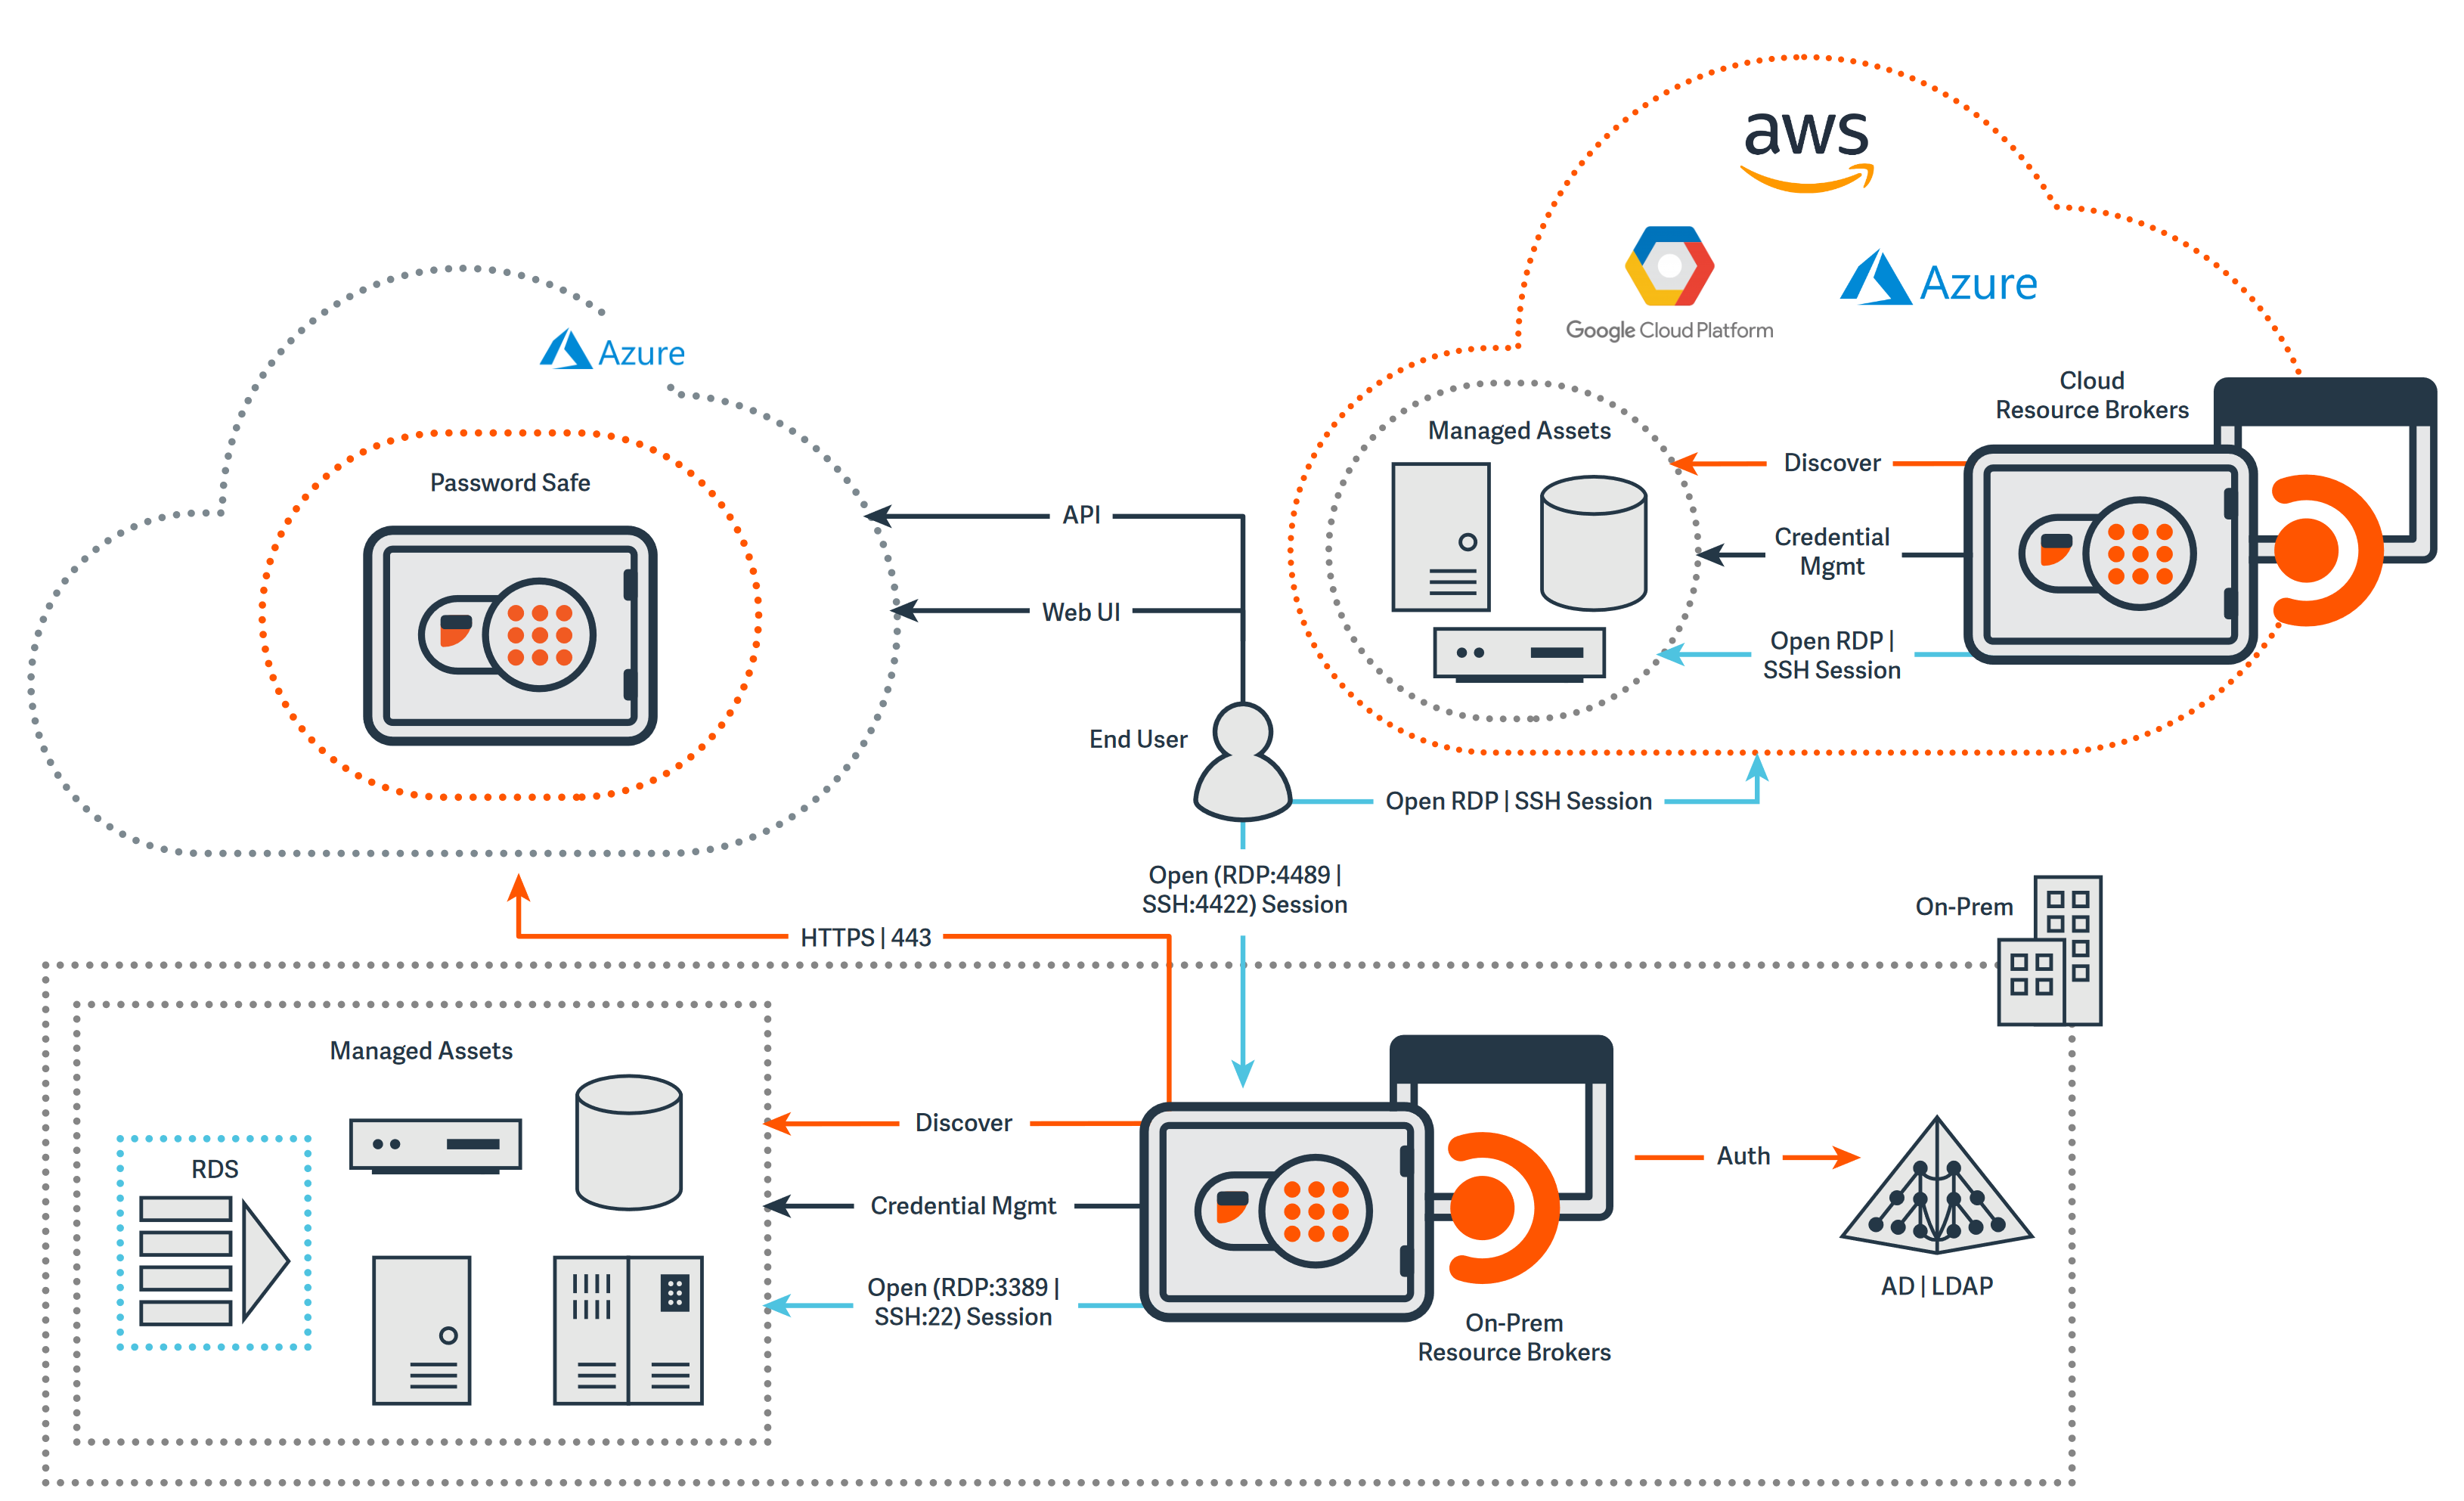 aws
Google Cloud Platform
Azure
Azure
Password Safe
API
Web UI
End User
Managed Assets
Cloud
Resource Brokers
Discover
Credential
Mgmt
Open RDP |
SSH Session
Open RDP | SSH Session
Open (RDP:4489 |
SSH:4422) Session
HTTPS | 443
On-Prem
Managed Assets
RDS
Discover
Credential Mgmt
Open (RDP:3389 |
SSH:22) Session
On-Prem
Resource Brokers
Auth
AD | LDAP